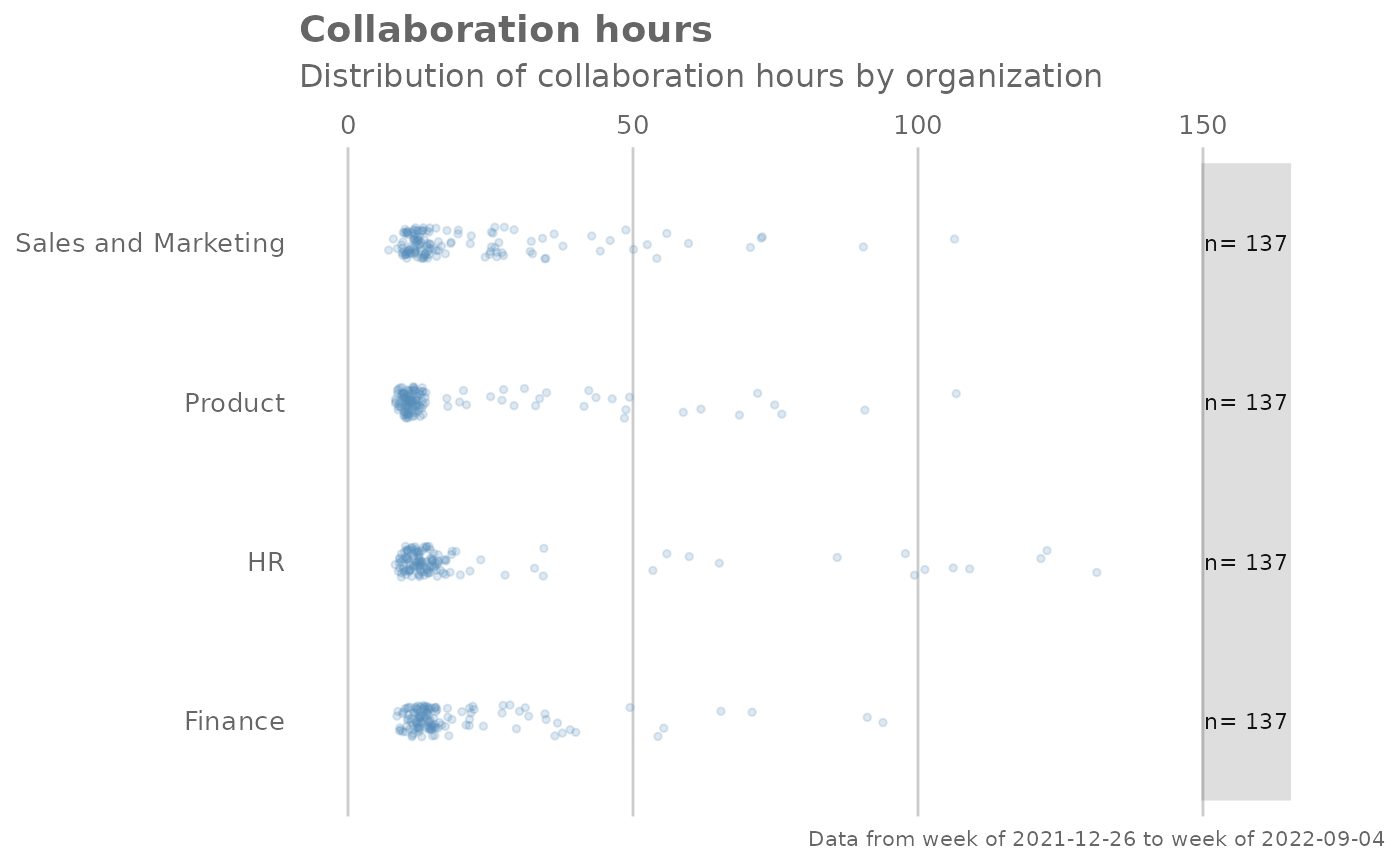 Collaboration hours
Distribution of collaboration hours by organization
0 50 100 150
Sales and Marketing n= 137
Product n= 137
HR n= 137
Finance n= 137
Data from week of 2021-12-26 to week of 2022-09-04